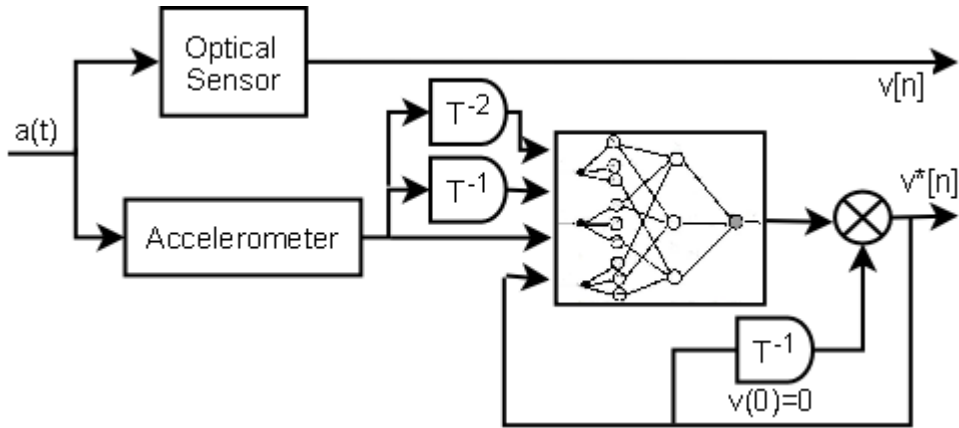 Optical
Sensor
v[n]
a(t)
T⁻²
T⁻¹
v*[n]
Accelerometer
T⁻¹
v(0)=0